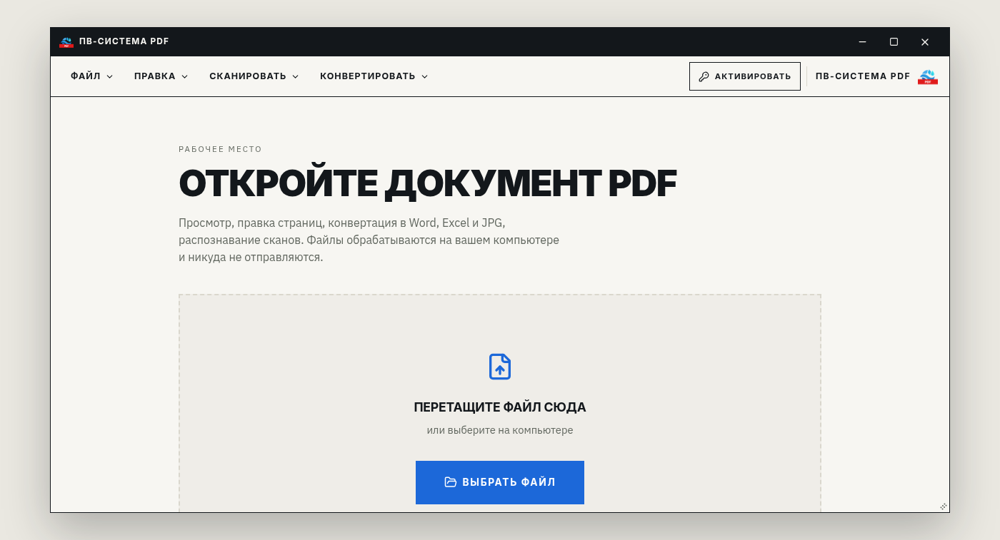 ПВ-СИСТЕМА PDF
ФАЙЛ
ПРАВКА
СКАНИРОВАТЬ
КОНВЕРТИРОВАТЬ
АКТИВИРОВАТЬ
ПВ-СИСТЕМА PDF
PDF
РАБОЧЕЕ МЕСТО
ОТКРОЙТЕ ДОКУМЕНТ PDF
Просмотр, правка страниц, конвертация в Word, Excel и JPG,
распознавание сканов. Файлы обрабатываются на вашем компьютере
и никуда не отправляются.
ПЕРЕТАЩИТЕ ФАЙЛ СЮДА
или выберите на компьютере
ВЫБРАТЬ ФАЙЛ